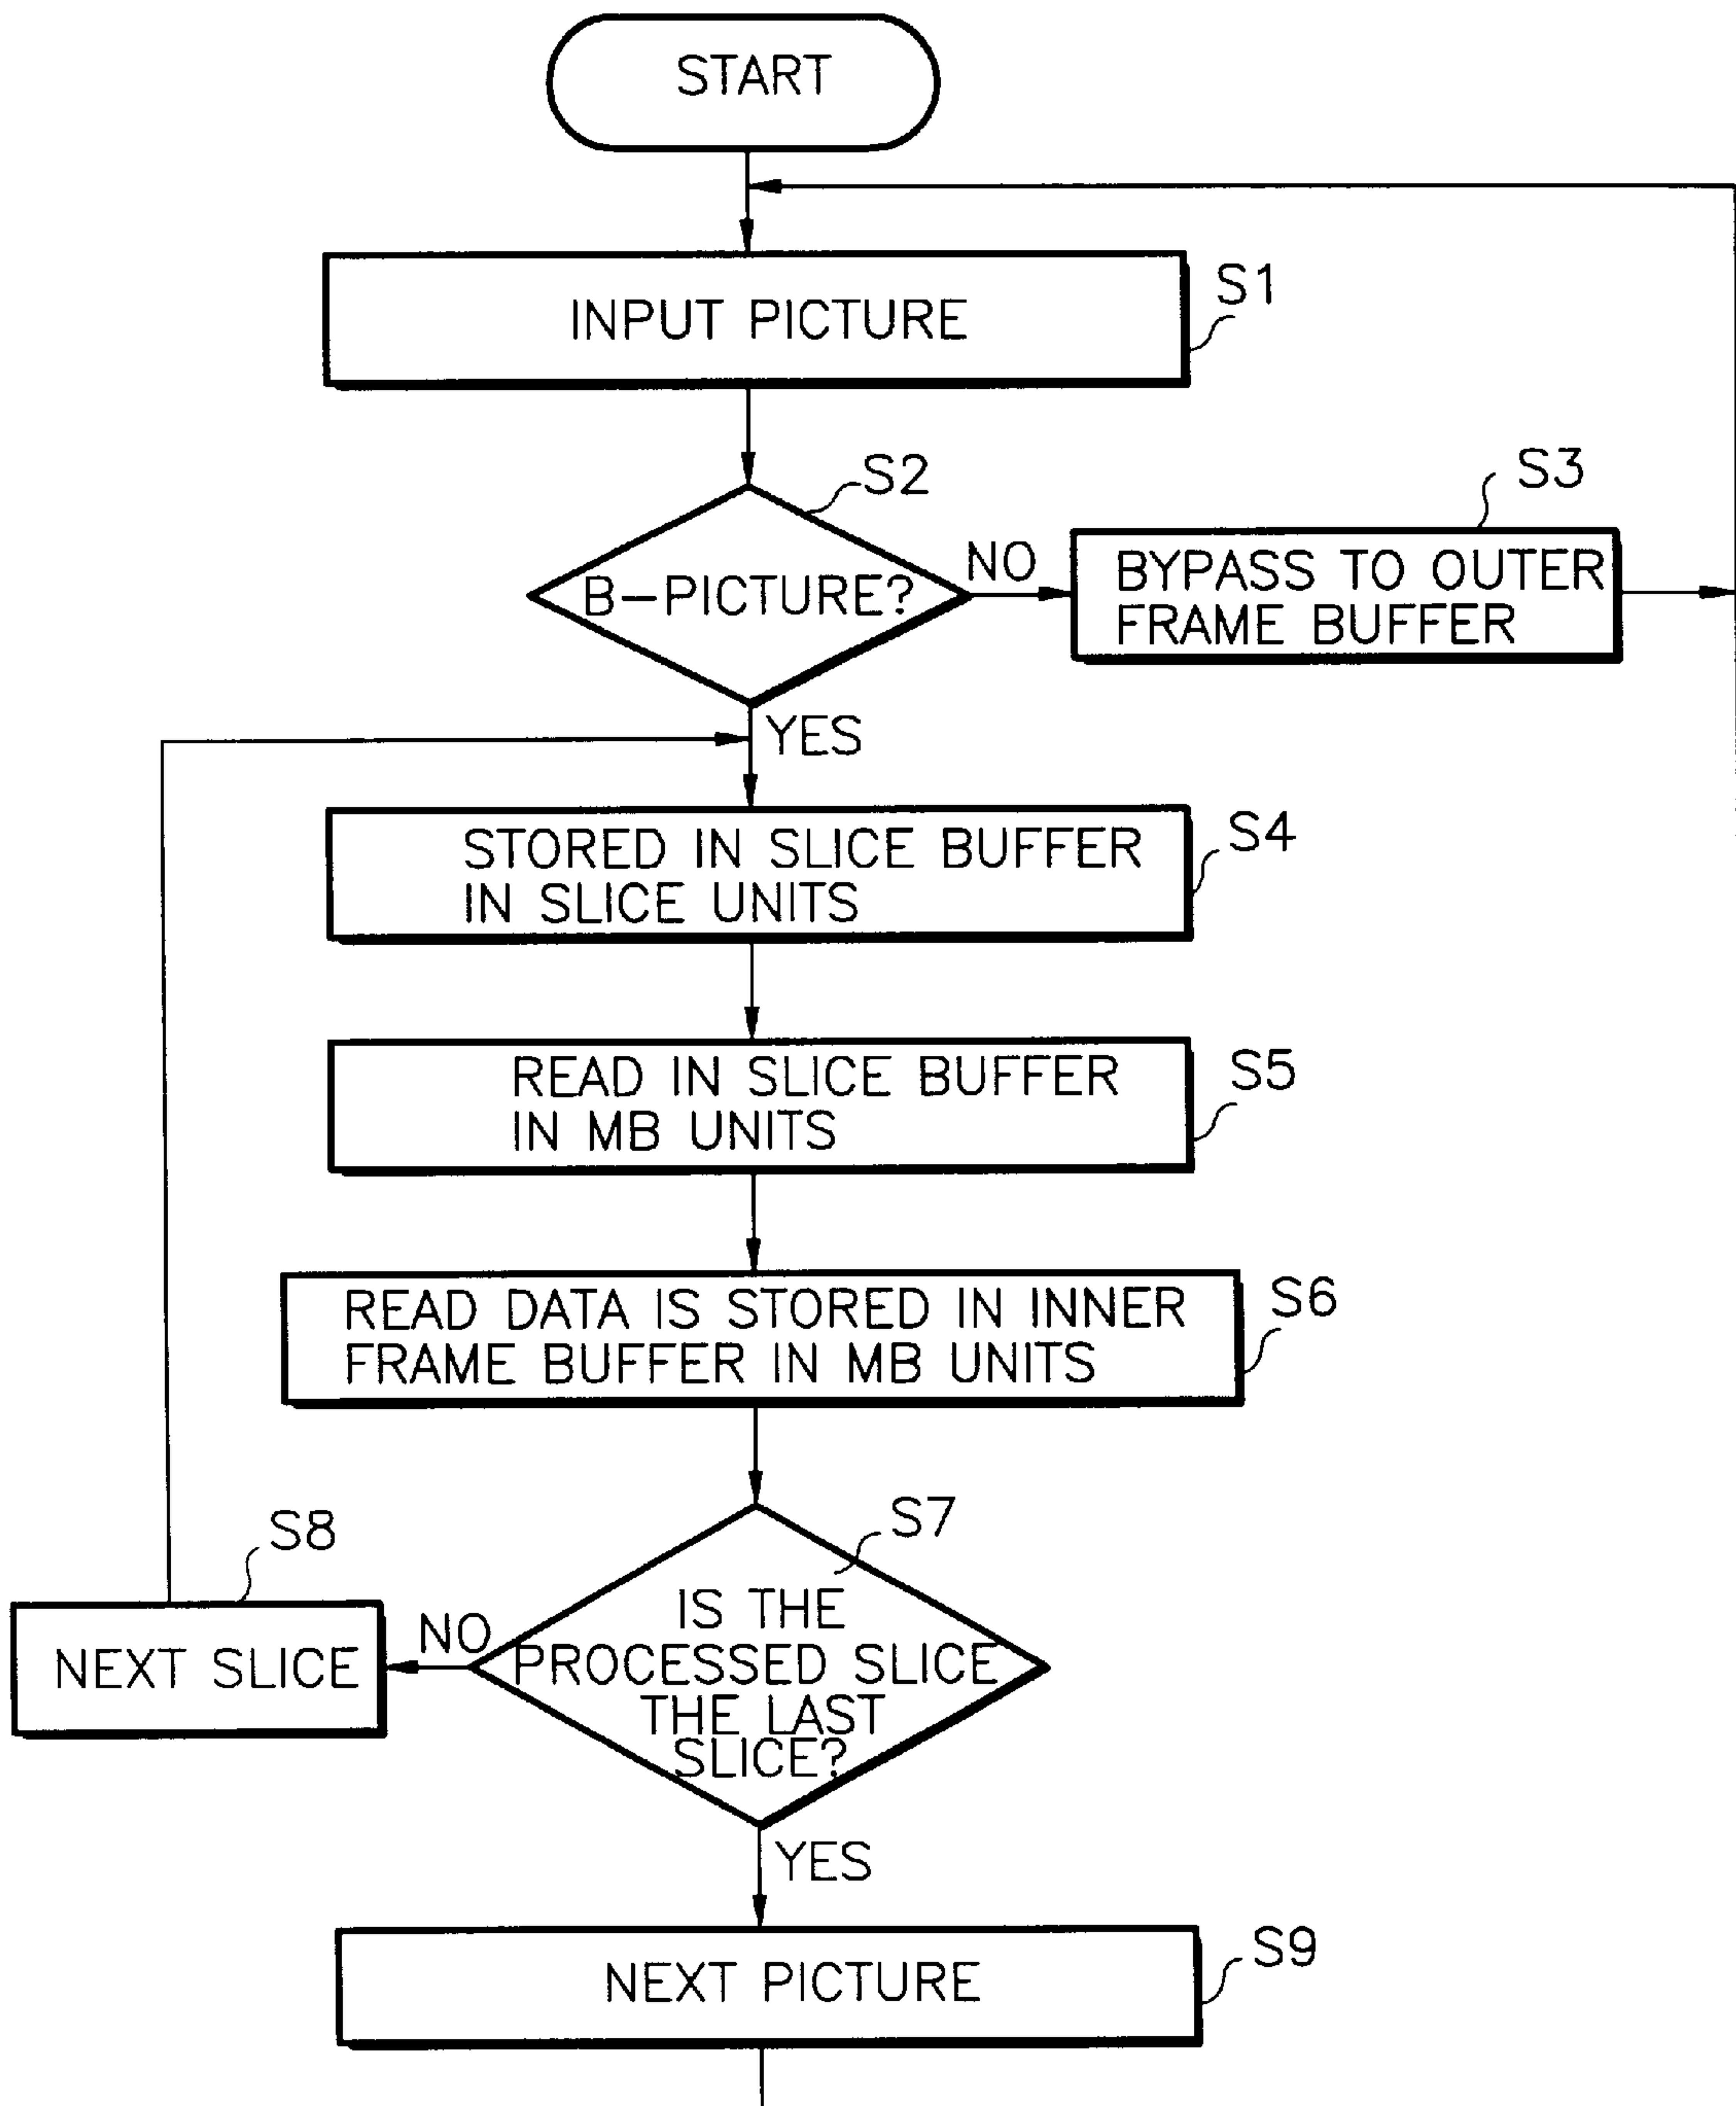 START
INPUT PICTURE
S1
S2
B-PICTURE?
NO
S3
BYPASS TO OUTER
FRAME BUFFER
YES
STORED IN SLICE BUFFER
IN SLICE UNITS
S4
READ IN SLICE BUFFER
IN MB UNITS
S5
READ DATA IS STORED IN INNER
FRAME BUFFER IN MB UNITS
S6
S7
IS THE
PROCESSED SLICE
THE LAST
SLICE?
NO
S8
NEXT SLICE
YES
NEXT PICTURE
S9